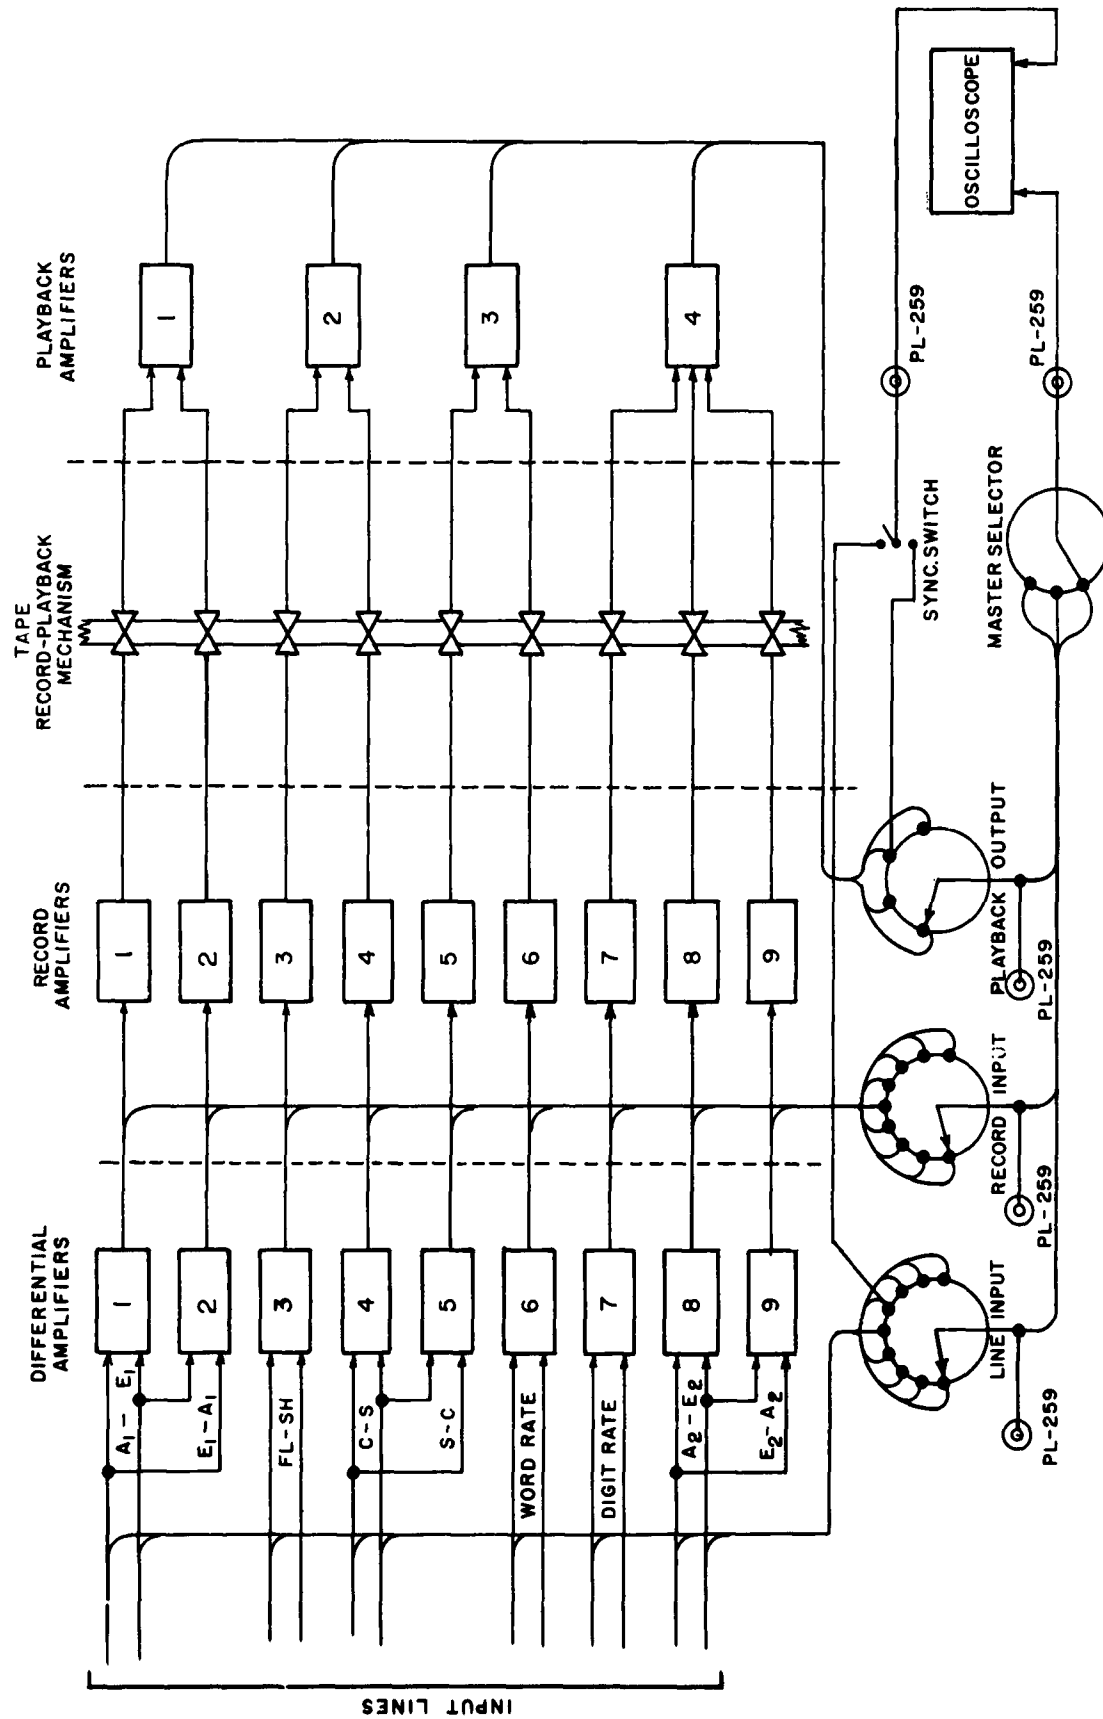 DIFFERENTIAL
AMPLIFIERS
RECORD
AMPLIFIERS
TAPE
RECORD-PLAYBACK
MECHANISM
PLAYBACK
AMPLIFIERS
INPUT LINES
A₁-E₁
E₁-A₁
FL-SH
C-S
S-C
WORD RATE
DIGIT RATE
A₂-E₂
E₂-A₂
1
2
3
4
5
6
7
8
9
1
2
3
4
5
6
7
8
9
1
2
3
4
LINE INPUT
PL-259
RECORD INPUT
PL-259
PLAYBACK OUTPUT
PL-259
SYNC. SWITCH
MASTER SELECTOR
PL-259
PL-259
OSCILLOSCOPE